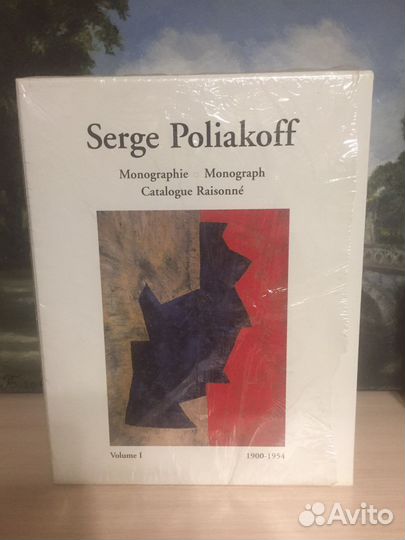 Serge Poliakoff
Monographie Monograph
Catalogue Raisonné
Volume I 1900-1954
Avito